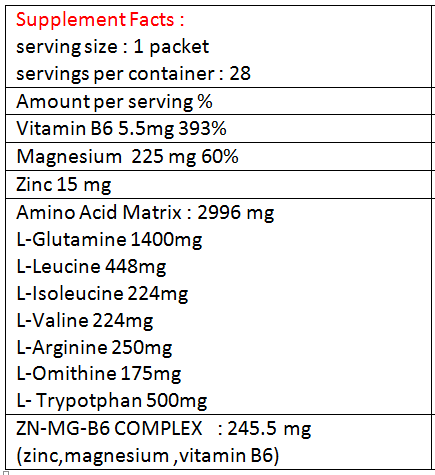 Supplement Facts :
serving size : 1 packet
servings per container : 28
Amount per serving %
Vitamin B6 5.5mg 393%
Magnesium  225 mg 60%
Zinc 15 mg
Amino Acid Matrix : 2996 mg
L-Glutamine 1400mg
L-Leucine 448mg
L-Isoleucine 224mg
L-Valine 224mg
L-Arginine 250mg
L-Omithine 175mg
L- Trypotphan 500mg
ZN-MG-B6 COMPLEX   : 245.5 mg
(zinc,magnesium ,vitamin B6)